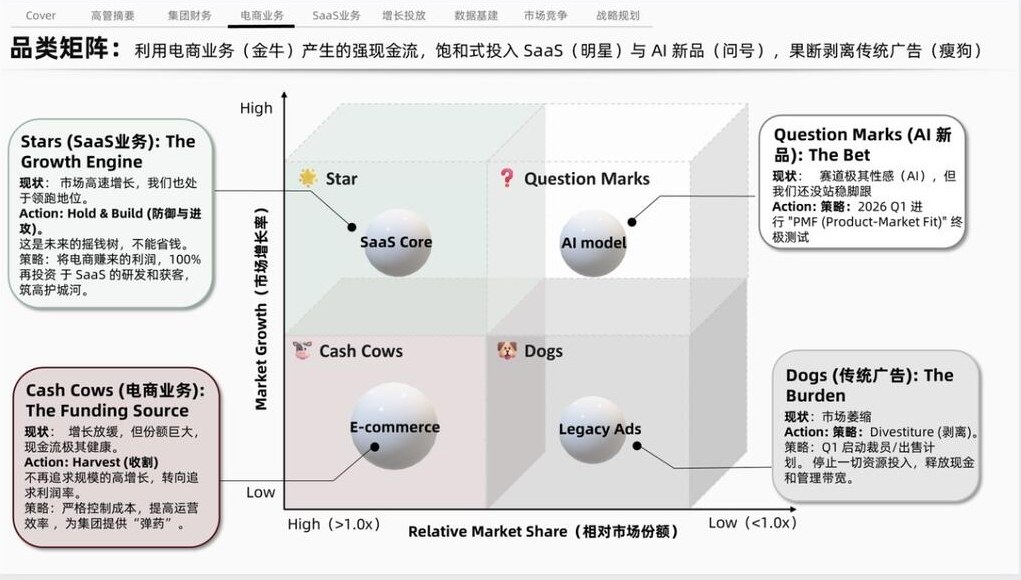 Cover 高管摘要 集团财务 电商业务 SaaS业务 增长投放 数据基建 市场竞争 战略规划
品类矩阵：利用电商业务（金牛）产生的强现金流，饱和式投入 SaaS（明星）与 AI 新品（问号），果断剥离传统广告（瘦狗）
Stars (SaaS业务): The
Growth Engine
现状： 市场高速增长，我们也处
于领跑地位。
Action: Hold & Build (防御与进
攻)。
这是未来的摇钱树，不能省钱。
策略：将电商赚来的利润，100%
再投资 于 SaaS 的研发和获客，
筑高护城河。
Cash Cows (电商业务):
The Funding Source
现状： 增长放缓，但份额巨大，
现金流极其健康。
Action: Harvest (收割)
不再追求规模的高增长，转向追
求利润率。
策略：严格控制成本，提高运营
效率 ，为集团提供“弹药” 。
High
Market Growth (市场增长率)
Low
🌟 Star
SaaS Core
❓ Question Marks
AI model
🐮 Cash Cows
E-commerce
🐶 Dogs
Legacy Ads
High（>1.0x）
Relative Market Share (相对市场份额)
Low（<1.0x）
Question Marks (AI 新
品): The Bet
现状： 赛道极其性感（AI），但
我们还没站稳脚跟
Action: 策略：2026 Q1 进
行 "PMF (Product-Market Fit)" 终
极测试
Dogs (传统广告): The
Burden
现状：市场萎缩
Action: 策略：Divestiture (剥离)。
策略：Q1 启动裁员/出售计
划。 停止一切资源投入，释放现金
和管理带宽。